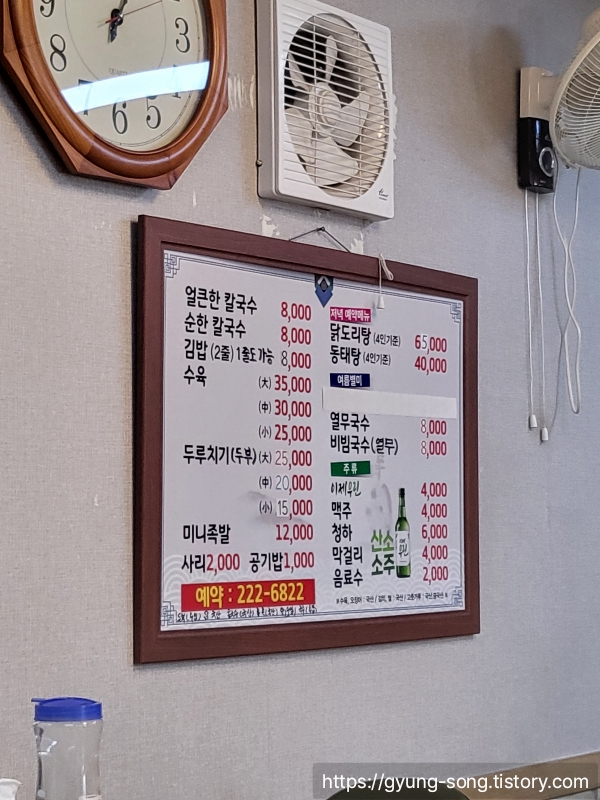 얼큰한 칼국수 8,000
순한 칼국수 8,000
김밥 (2줄) 1줄도 가능 8,000
수육 (大) 35,000
(中) 30,000
(小) 25,000
두루치기(두부) (大) 25,000
(中) 20,000
(小) 15,000
미니족발 12,000
사리 2,000 공기밥 1,000
예약 : 222-6822
저녁 예약메뉴
닭도리탕 (4인기준) 65,000
동태탕 (4인기준) 40,000
여름별미
열무국수 8,000
비빔국수(열무) 8,000
주 류
이제우린 4,000
맥주 4,000
청하 6,000
막걸리 4,000
음료수 2,000
산소
소주
9 8 6 5 3
https://gyung-song.tistory.com